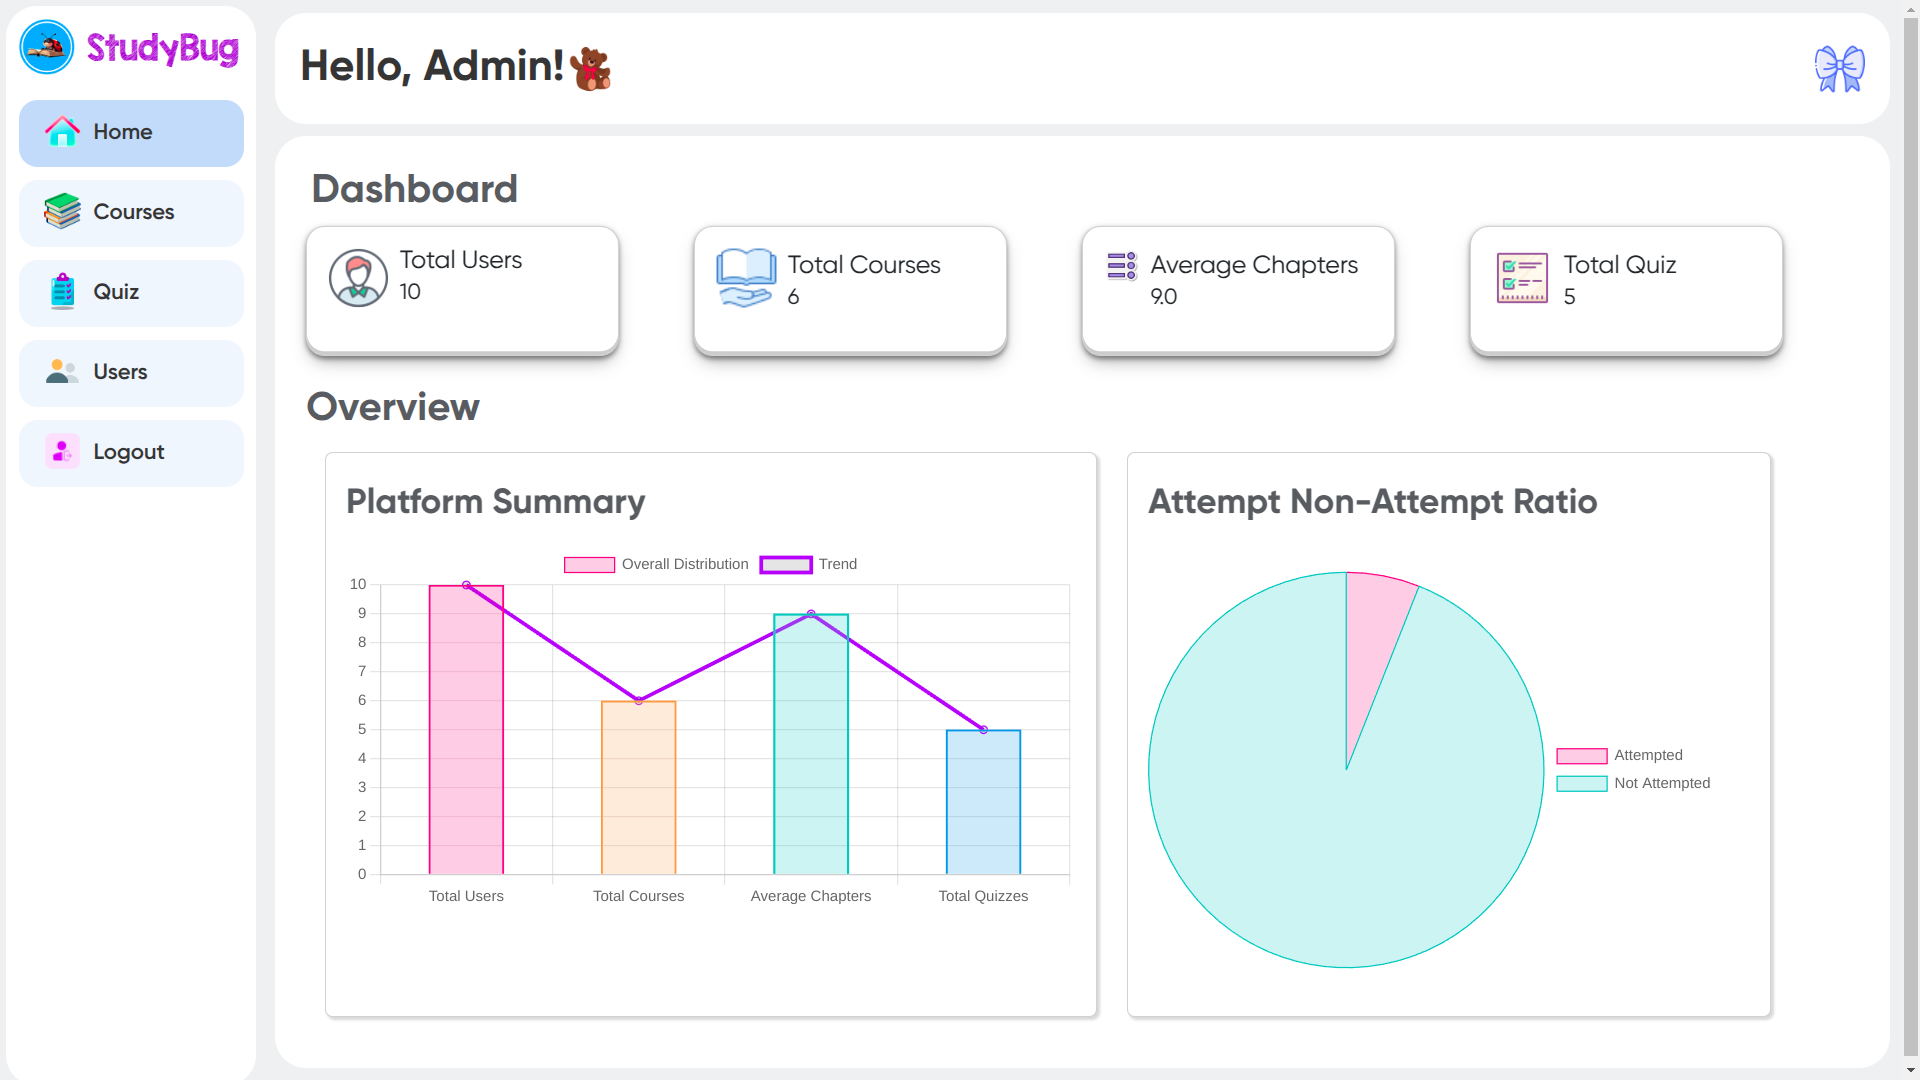 StudyBug
Home
Courses
Quiz
Users
Logout
Hello, Admin!
Dashboard
Total Users
10
Total Courses
6
Average Chapters
9.0
Total Quiz
5
Overview
Platform Summary
Overall Distribution Trend
10
9
8
7
6
5
4
3
2
1
0
Total Users Total Courses Average Chapters Total Quizzes
Attempt Non-Attempt Ratio
Attempted
Not Attempted